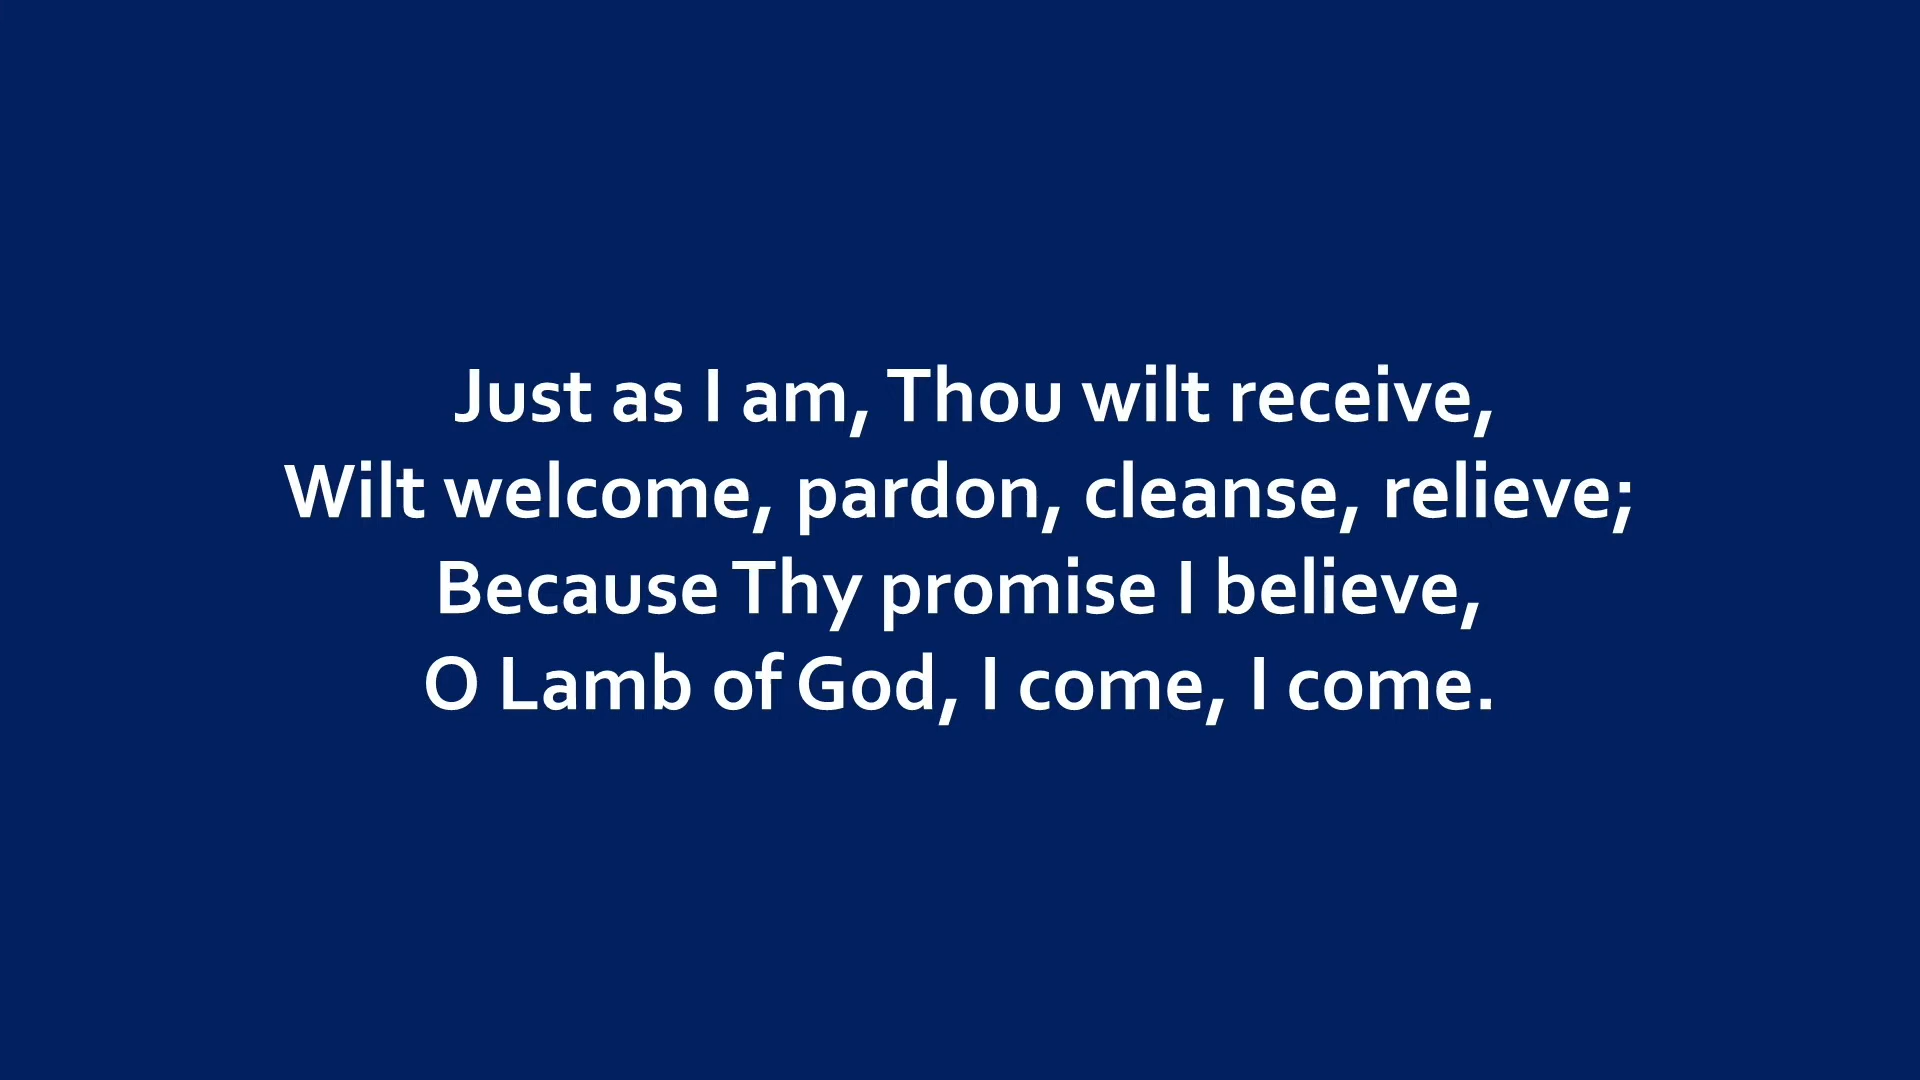 Just as I am, Thou wilt receive,
Wilt welcome, pardon, cleanse, relieve;
Because Thy promise I believe,
O Lamb of God, I come, I come.